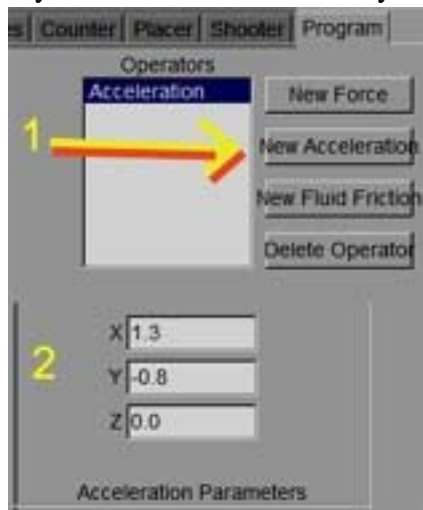 es Counter Placer Shooter Program
Operators
Acceleration
New Force
1
New Acceleration
New Fluid Friction
Delete Operator
2
X 1.3
Y -0.8
Z 0.0
Acceleration Parameters